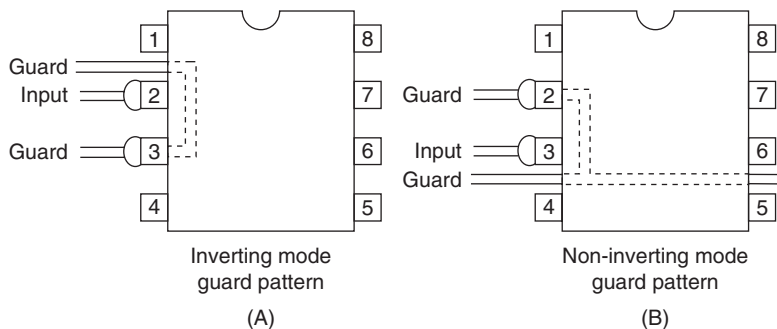 1 8 1 8
Guard
Input 2 7 Guard 2 7
Guard 3 6 Input 3 6
Guard
4 5 4 5
Inverting mode Non-inverting mode
guard pattern guard pattern
(A) (B)